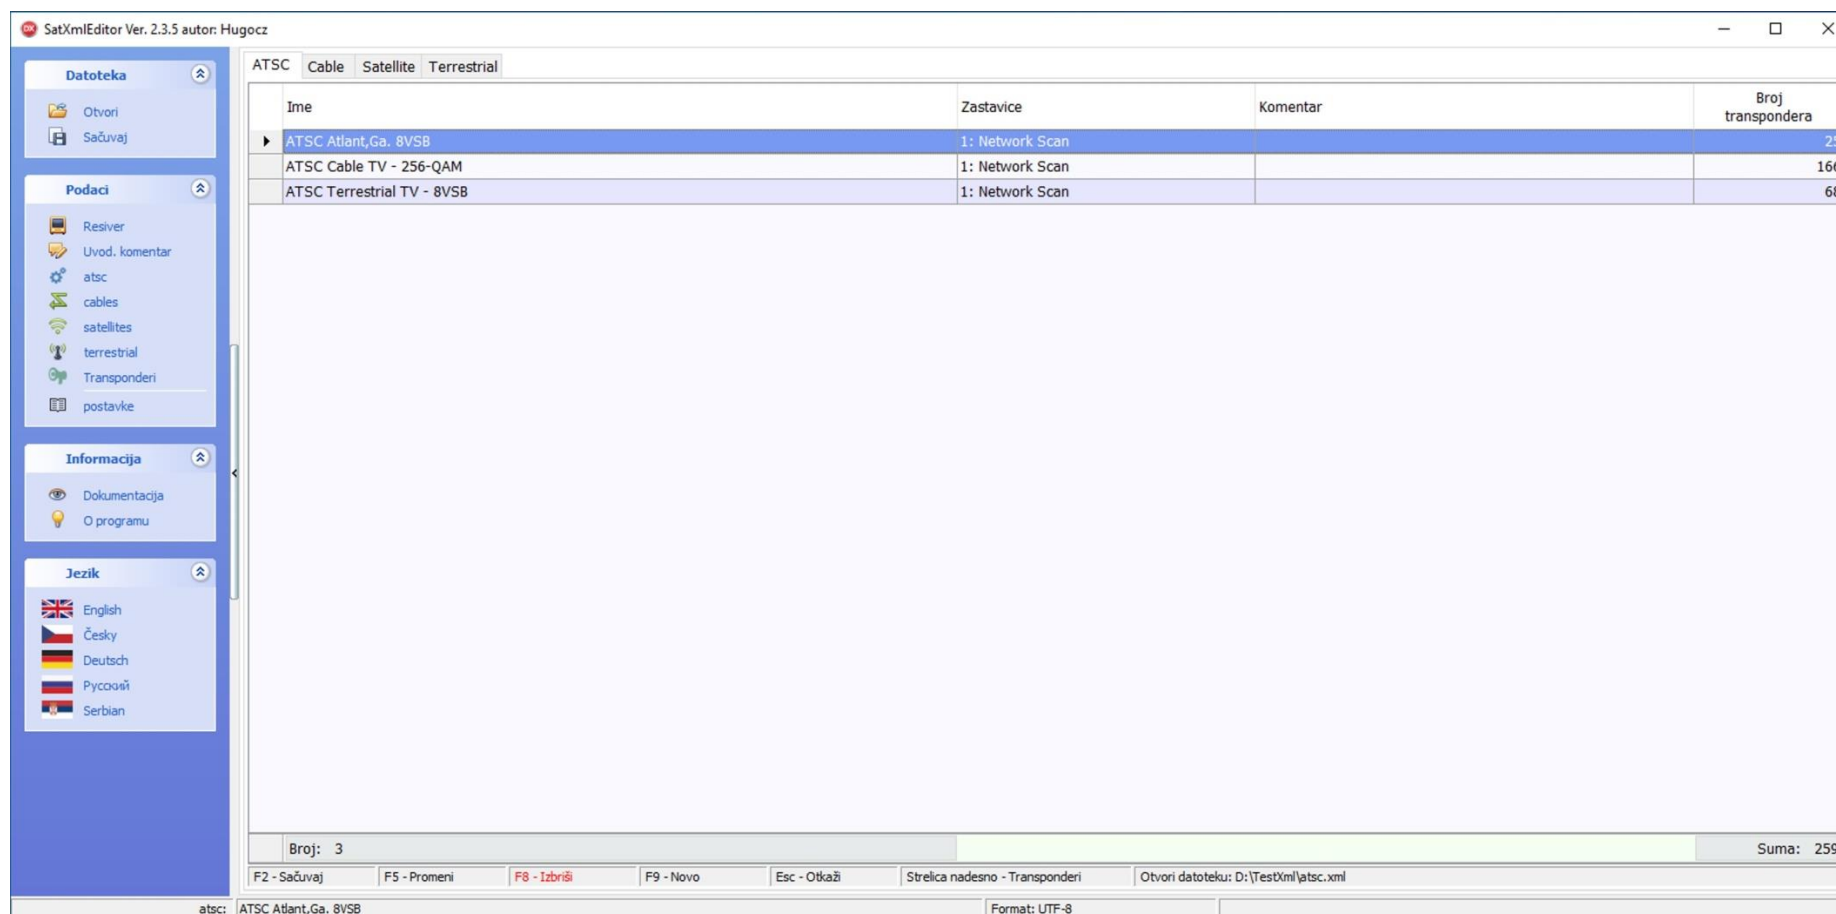 SatXmlEditor Ver. 2.3.5 autor: Hugocz
Datoteka
Otvori
Sačuvaj
Podaci
Resiver
Uvod. komentar
atsc
cables
satellites
terrestrial
Transponderi
postavke
Informacija
Dokumentacija
O programu
Jezik
English
Česky
Deutsch
Русский
Serbian
ATSC Cable Satellite Terrestrial
Ime Zastavice Komentar Broj transpondera
ATSC Atlant,Ga. 8VSB 1: Network Scan 25
ATSC Cable TV - 256-QAM 1: Network Scan 166
ATSC Terrestrial TV - 8VSB 1: Network Scan 68
Broj: 3 Suma: 259
F2 - Sačuvaj F5 - Promeni F8 - Izbriši F9 - Novo Esc - Otkaži Strelica nadesno - Transponderi Otvori datoteku: D:\TestXml\atsc.xml
atsc: ATSC Atlant,Ga. 8VSB Format: UTF-8